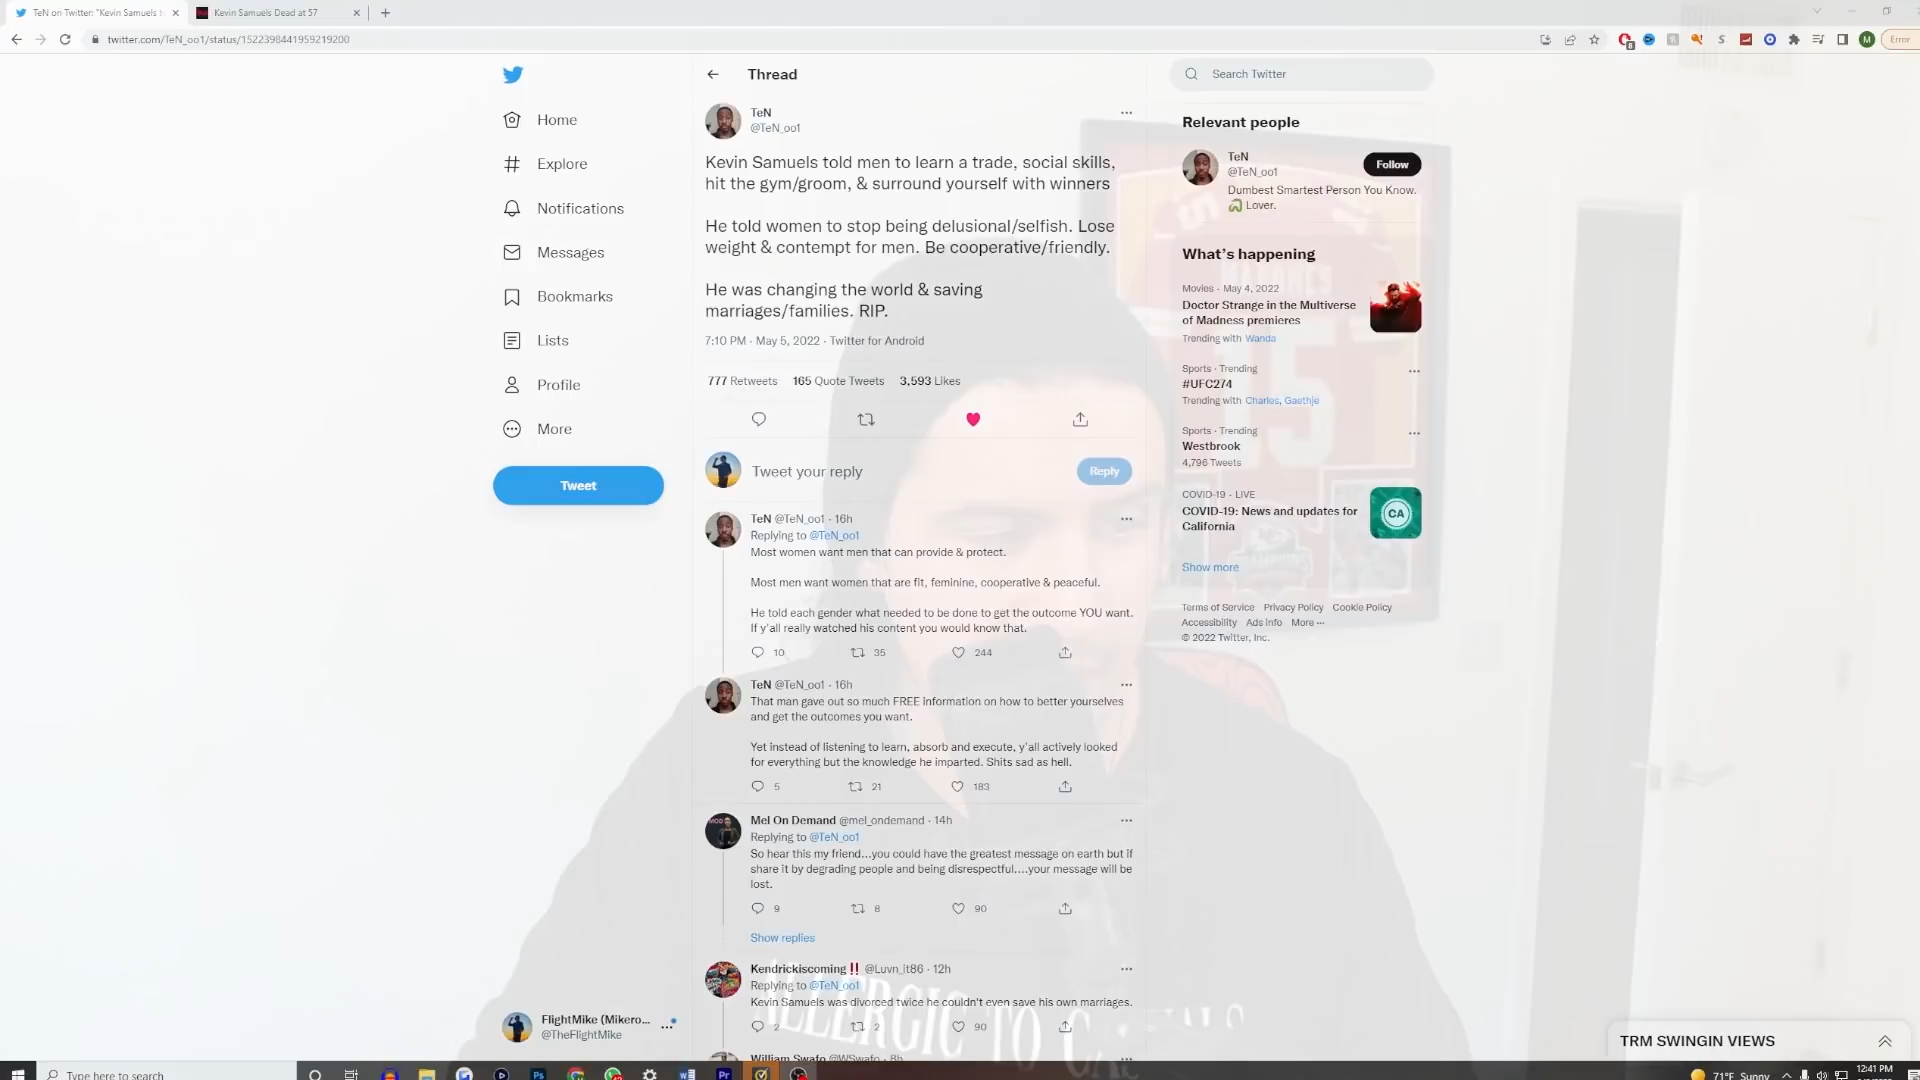 TeN on Twitter: "Kevin Samuels t
Kevin Samuels Dead at 57
twitter.com/TeN_oo1/status/1522398441959219200
Error
Home
Explore
Notifications
Messages
Bookmarks
Lists
Profile
More
Tweet
FlightMike (Mikero...
@TheFlightMike
Thread
TeN
@TeN_oo1
Kevin Samuels told men to learn a trade, social skills,
hit the gym/groom, & surround yourself with winners
He told women to stop being delusional/selfish. Lose
weight & contempt for men. Be cooperative/friendly.
He was changing the world & saving
marriages/families. RIP.
7:10 PM · May 5, 2022 · Twitter for Android
777 Retweets 165 Quote Tweets 3,593 Likes
Tweet your reply
Reply
TeN @TeN_oo1 · 16h
Replying to @TeN_oo1
Most women want men that can provide & protect.
Most men want women that are fit, feminine, cooperative & peaceful.
He told each gender what needed to be done to get the outcome YOU want.
If y'all really watched his content you would know that.
10 35 244
TeN @TeN_oo1 · 16h
That man gave out so much FREE information on how to better yourselves
and get the outcomes you want.
Yet instead of listening to learn, absorb and execute, y'all actively looked
for everything but the knowledge he imparted. Shits sad as hell.
5 21 183
Mel On Demand @mel_ondemand · 14h
Replying to @TeN_oo1
So hear this my friend...you could have the greatest message on earth but if
share it by degrading people and being disrespectful....your message will be
lost.
9 8 90
Show replies
Kendrickiscoming‼ @Luvn_it86 · 12h
Replying to @TeN_oo1
Kevin Samuels was divorced twice he couldn't even save his own marriages.
2 2 90
William Swafo @WSwafo · 8h
ALLERGIC TO
Search Twitter
Relevant people
TeN
@TeN_oo1
Follow
Dumbest Smartest Person You Know.
🐍 Lover.
What's happening
Movies · May 4, 2022
Doctor Strange in the Multiverse
of Madness premieres
Trending with Wanda
Sports · Trending
#UFC274
Trending with Charles, Gaethje
Sports · Trending
Westbrook
4,796 Tweets
COVID-19 · LIVE
COVID-19: News and updates for
California
CA
Show more
Terms of Service Privacy Policy Cookie Policy
Accessibility Ads info More ···
© 2022 Twitter, Inc.
15
TRM SWINGIN VIEWS
Type here to search
71°F Sunny
12:41 PM